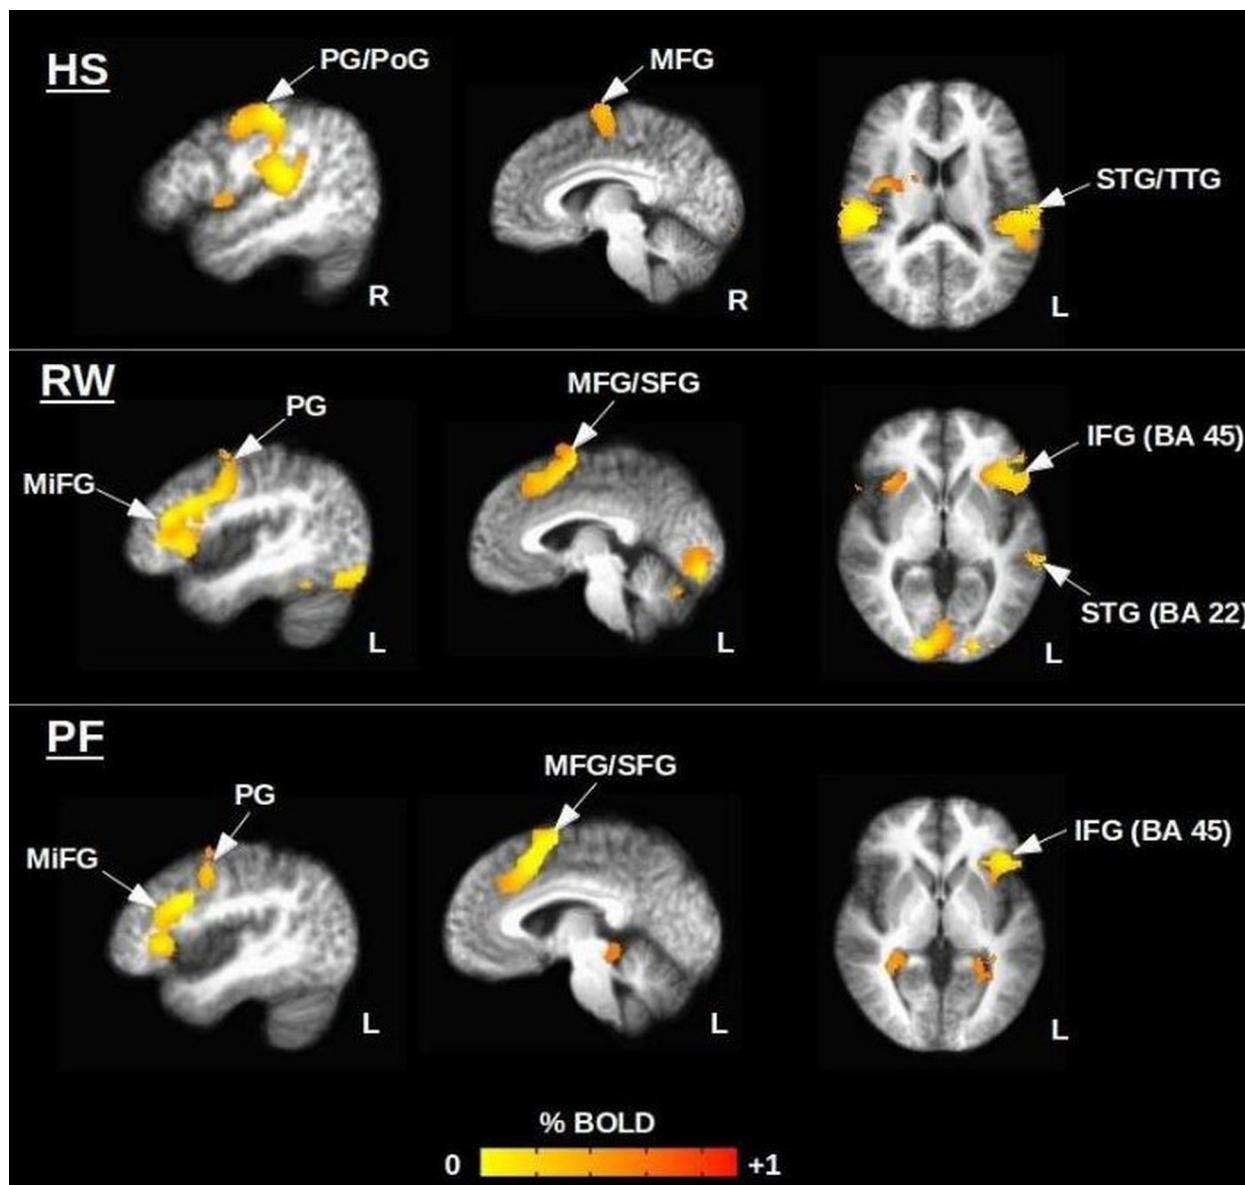 HS
PG/PoG
MFG
STG/TTG
R
R
L
RW
PG
MFG/SFG
MiFG
IFG (BA 45)
STG (BA 22)
L
L
L
PF
PG
MFG/SFG
MiFG
IFG (BA 45)
L
L
L
% BOLD
0
+1